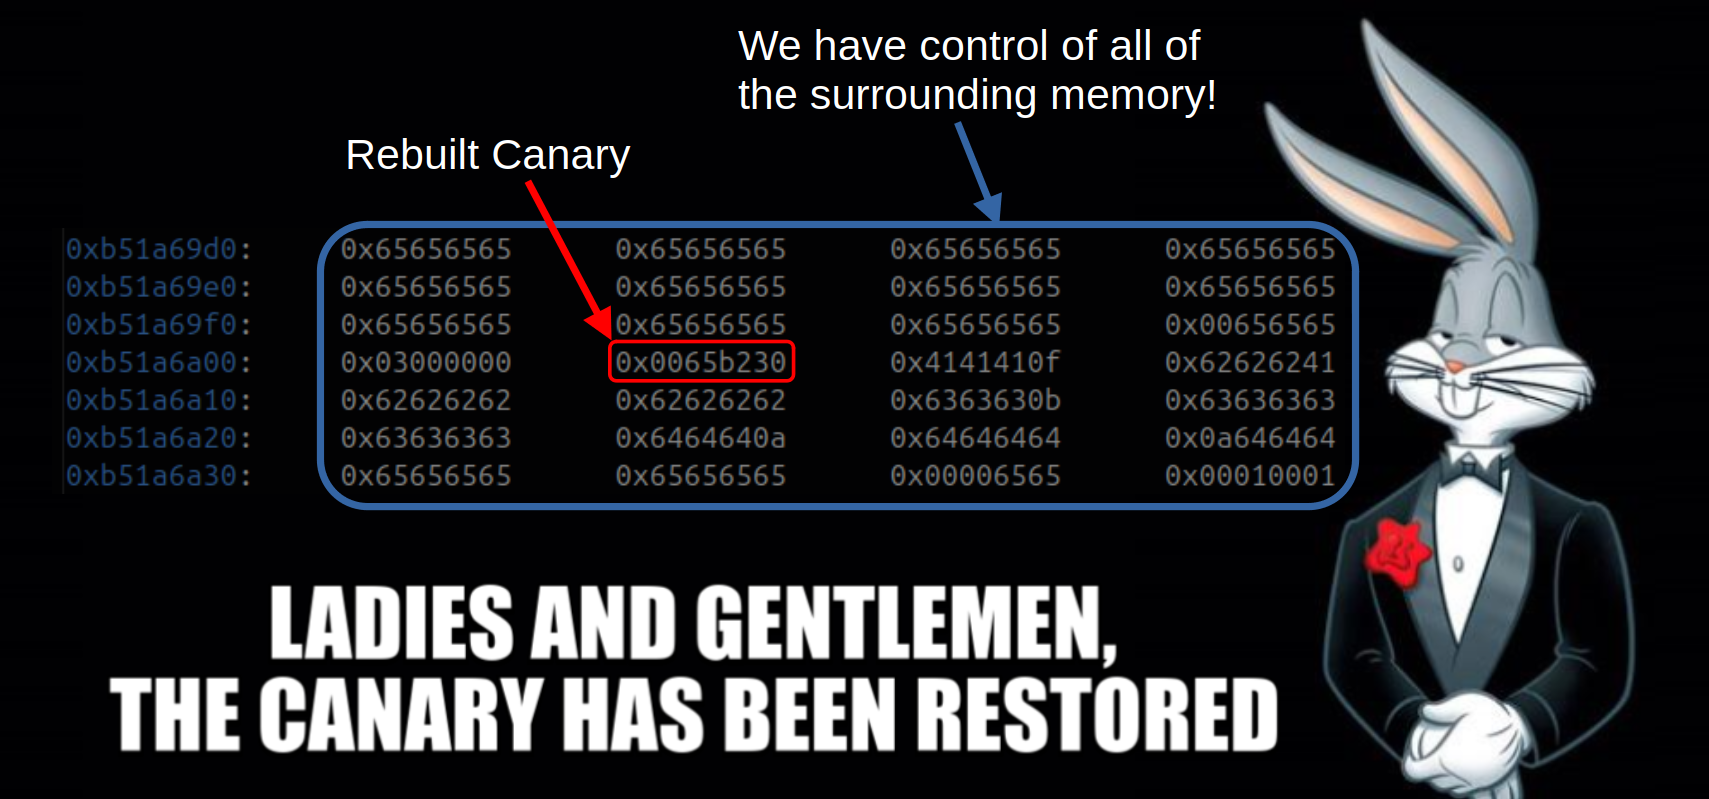 We have control of all of
the surrounding memory!
Rebuilt Canary
0xb51a69d0: 0x65656565 0x65656565 0x65656565 0x65656565
0xb51a69e0: 0x65656565 0x65656565 0x65656565 0x65656565
0xb51a69f0: 0x65656565 0x65656565 0x65656565 0x00656565
0xb51a6a00: 0x03000000 0x0065b230 0x4141410f 0x62626241
0xb51a6a10: 0x62626262 0x62626262 0x6363630b 0x63636363
0xb51a6a20: 0x63636363 0x6464640a 0x64646464 0x0a646464
0xb51a6a30: 0x65656565 0x65656565 0x00006565 0x00010001
LADIES AND GENTLEMEN,
THE CANARY HAS BEEN RESTORED